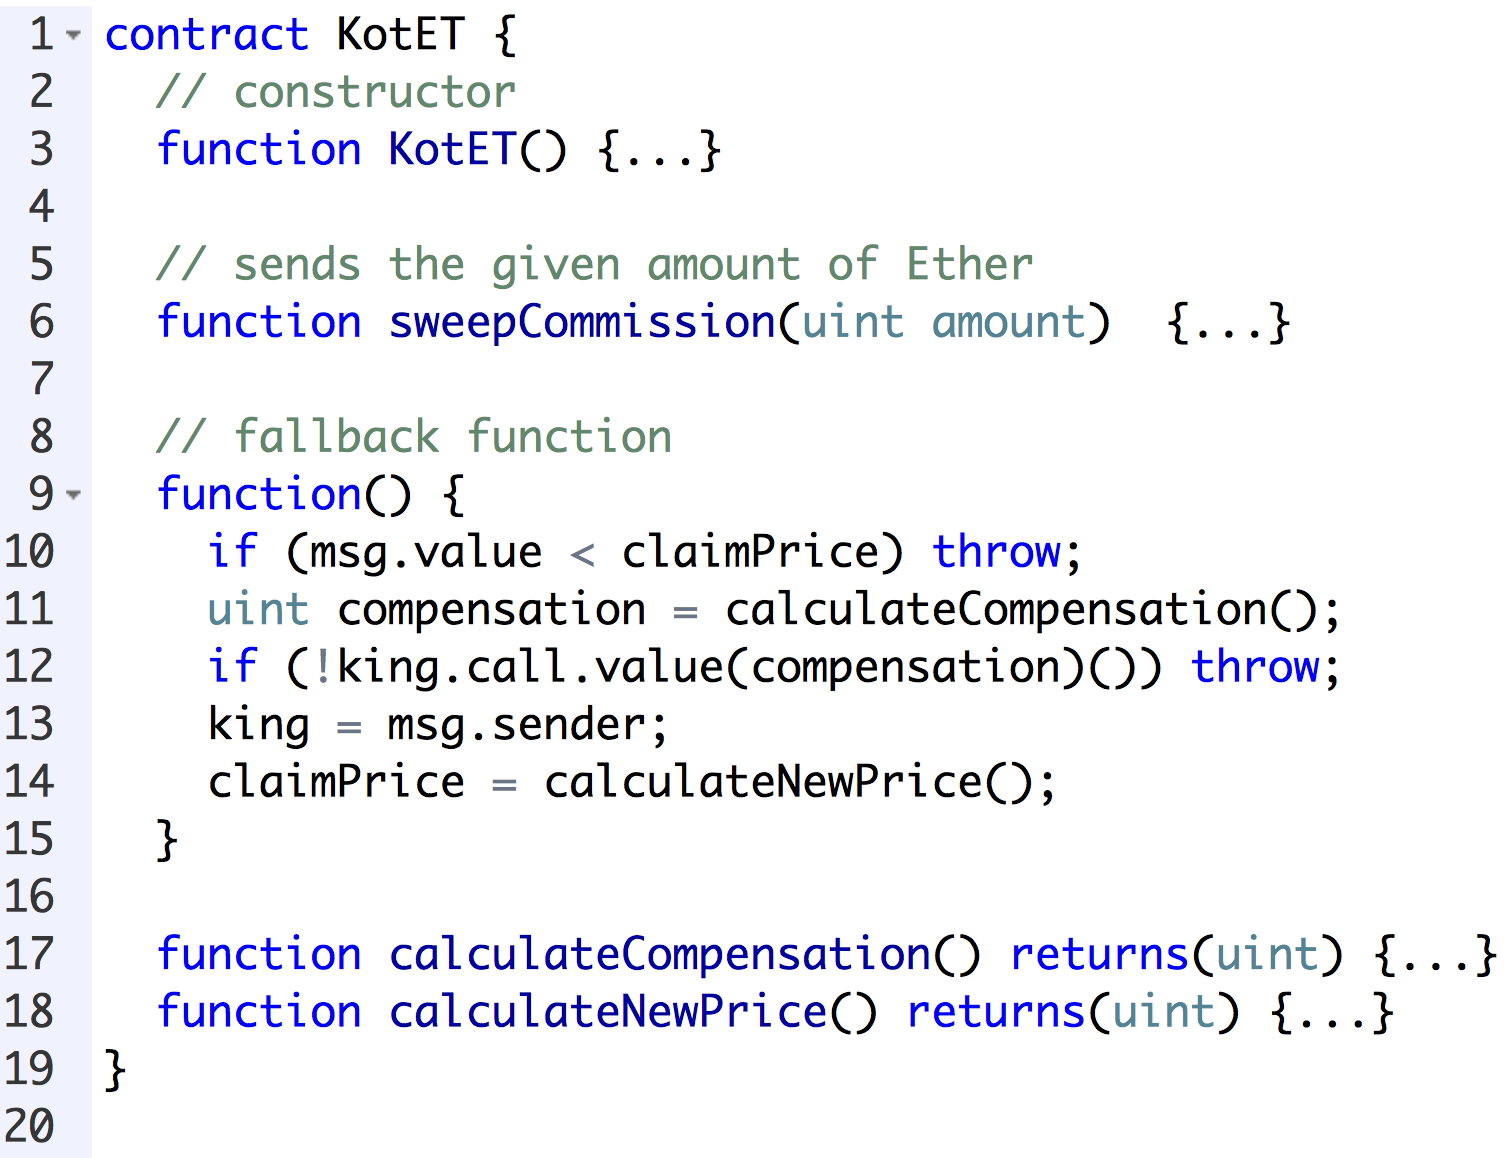 1 contract KotET {
2   // constructor
3   function KotET() {...}
4
5   // sends the given amount of Ether
6   function sweepCommission(uint amount)  {...}
7
8   // fallback function
9   function() {
10     if (msg.value < claimPrice) throw;
11     uint compensation = calculateCompensation();
12     if (!king.call.value(compensation)()) throw;
13     king = msg.sender;
14     claimPrice = calculateNewPrice();
15   }
16
17   function calculateCompensation() returns(uint) {...}
18   function calculateNewPrice() returns(uint) {...}
19 }
20